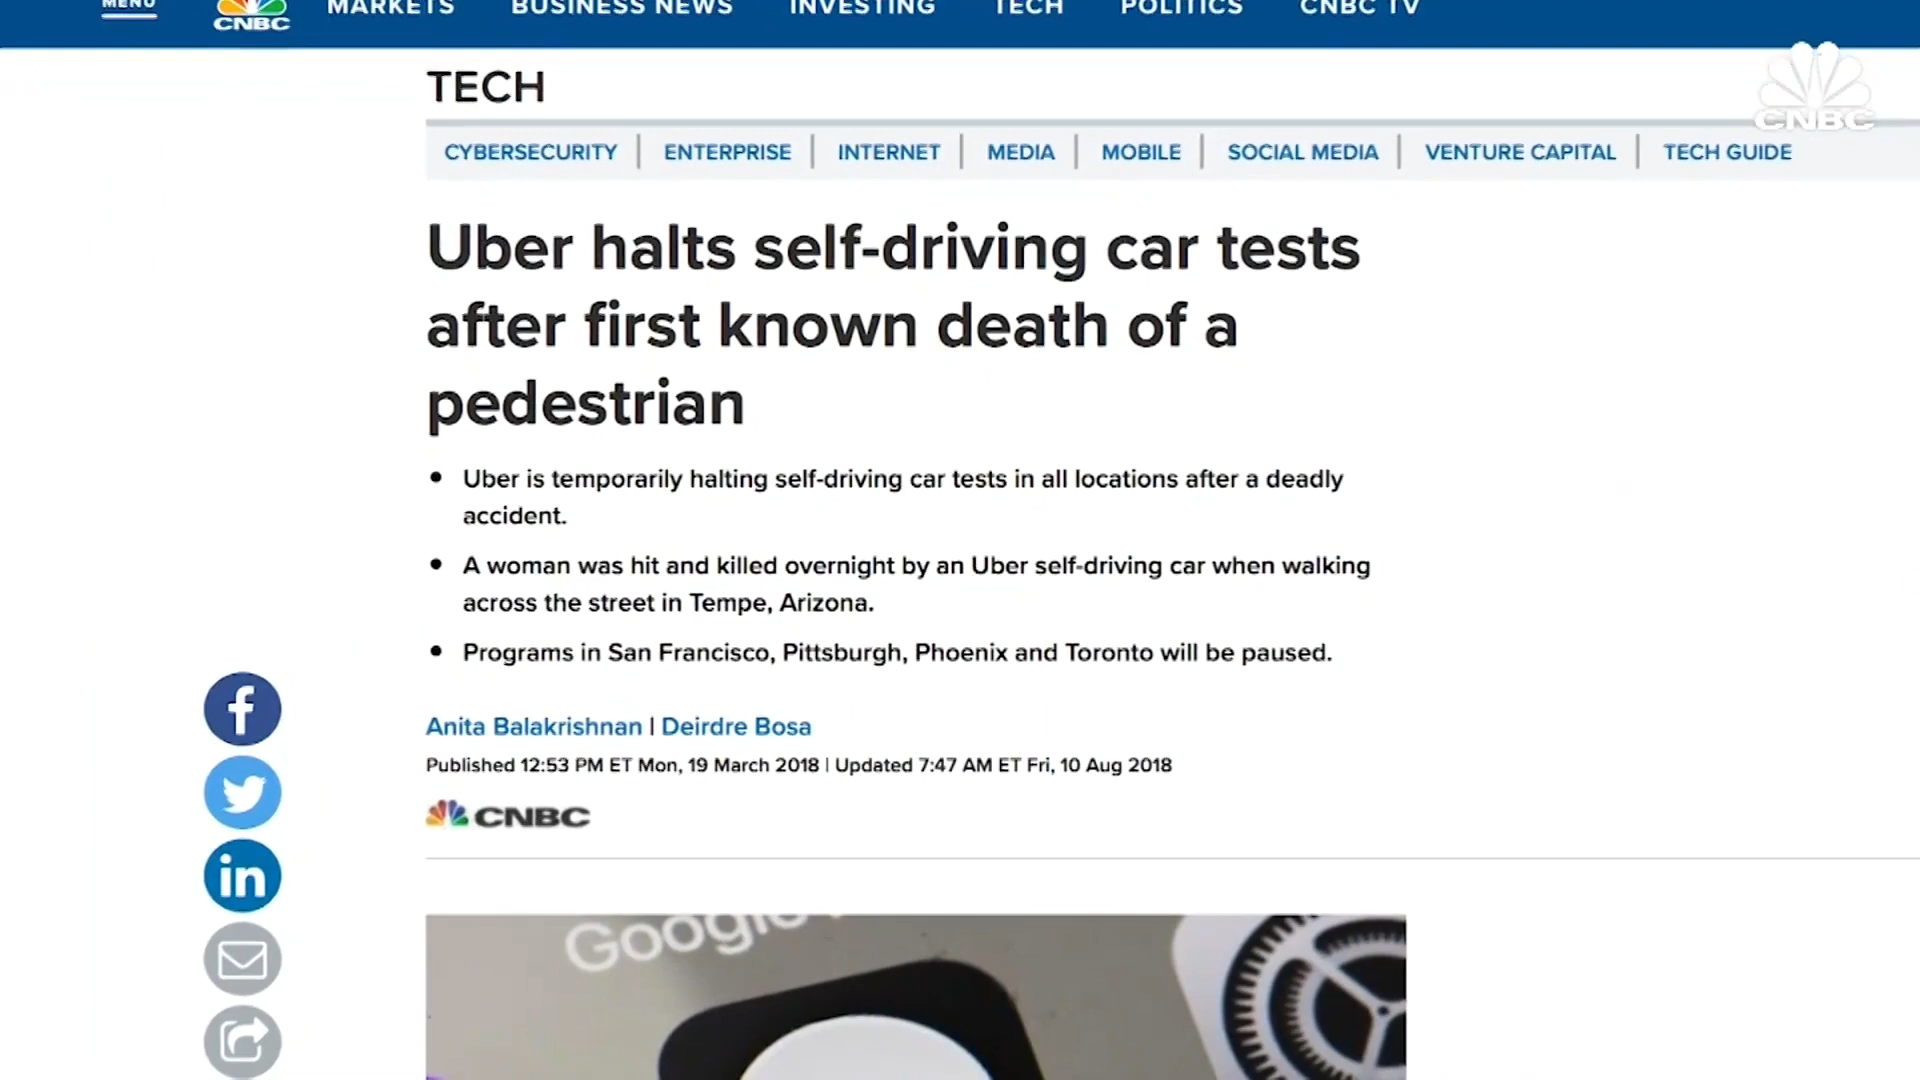 MENU
CNBC
MARKETS
BUSINESS NEWS
INVESTING
TECH
POLITICS
CNBC TV
CNBC
TECH
CYBERSECURITY
ENTERPRISE
INTERNET
MEDIA
MOBILE
SOCIAL MEDIA
VENTURE CAPITAL
TECH GUIDE
Uber halts self-driving car tests
after first known death of a
pedestrian
• Uber is temporarily halting self-driving car tests in all locations after a deadly
accident.
• A woman was hit and killed overnight by an Uber self-driving car when walking
across the street in Tempe, Arizona.
• Programs in San Francisco, Pittsburgh, Phoenix and Toronto will be paused.
Anita Balakrishnan | Deirdre Bosa
Published 12:53 PM ET Mon, 19 March 2018 | Updated 7:47 AM ET Fri, 10 Aug 2018
CNBC
f
in
Google